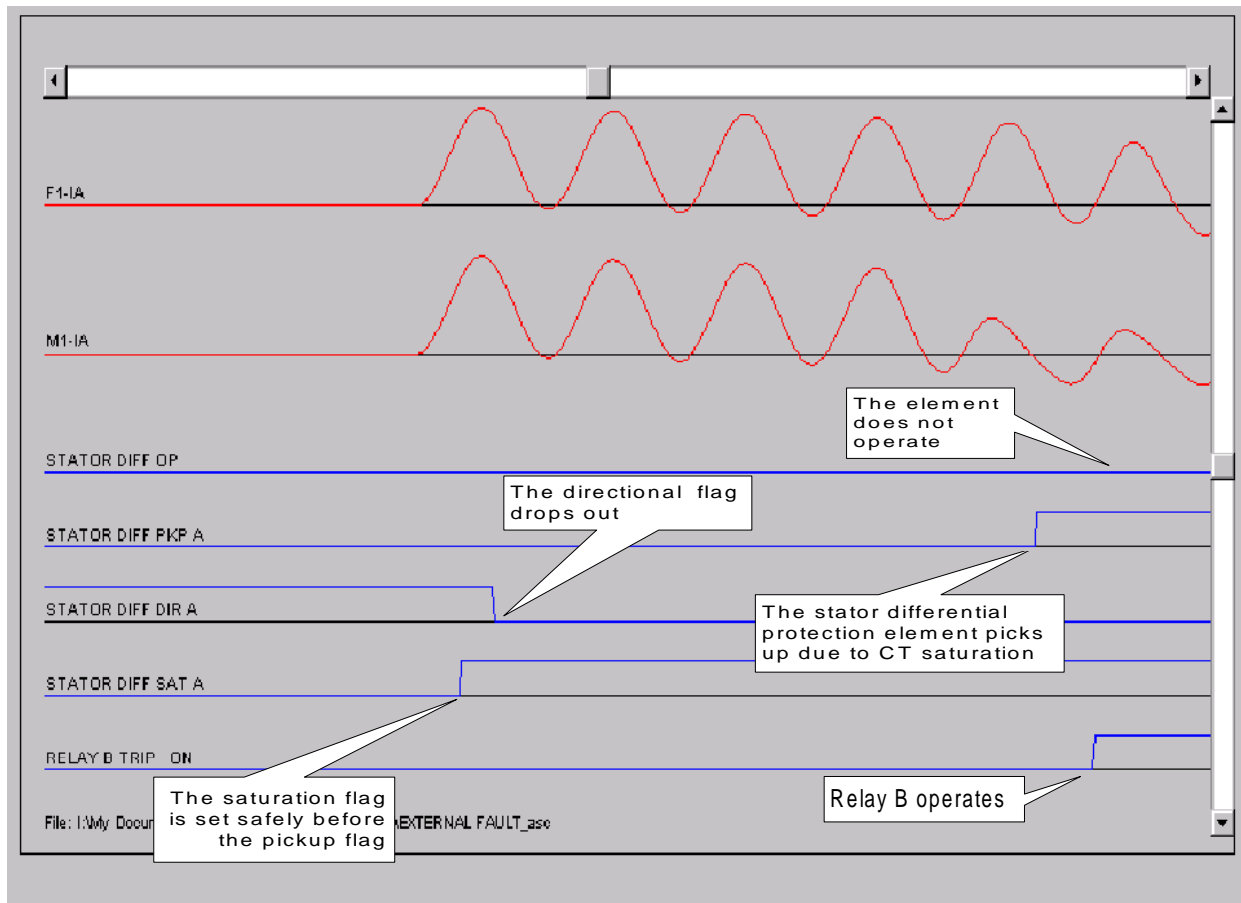 F1-IA
M1-IA
The element
does not
operate
STATOR DIFF OP
The directional flag
drops out
STATOR DIFF PKP A
STATOR DIFF DIR A
The stator differential
protection element picks
up due to CT saturation
STATOR DIFF SAT A
RELAY B TRIP ON
The saturation flag
is set safely before
the pickup flag
Relay B operates
File: I:\My EXTERNAL FAULT_asc